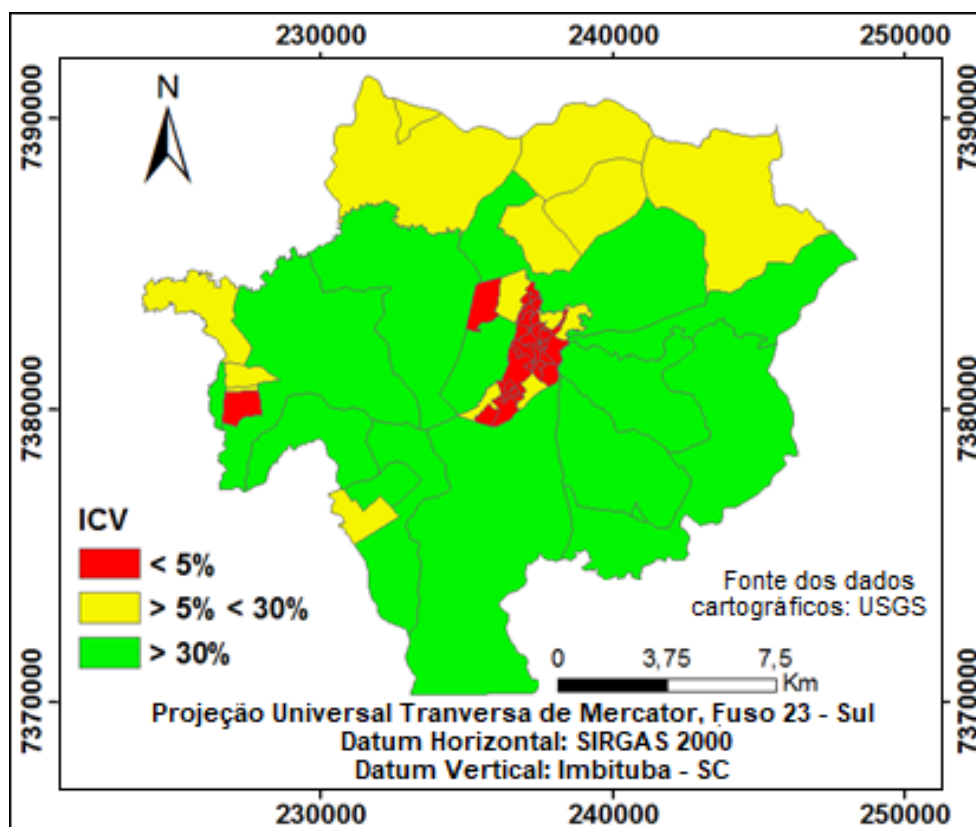 230000 240000 250000
7390000 7390000
N
7380000 7380000
ICV
< 5%
> 5% < 30%
> 30%
Fonte dos dados
cartográficos: USGS
0 3,75 7,5
Km
7370000 7370000
Projeção Universal Tranversa de Mercator, Fuso 23 - Sul
Datum Horizontal: SIRGAS 2000
Datum Vertical: Imbituba - SC
230000 240000 250000